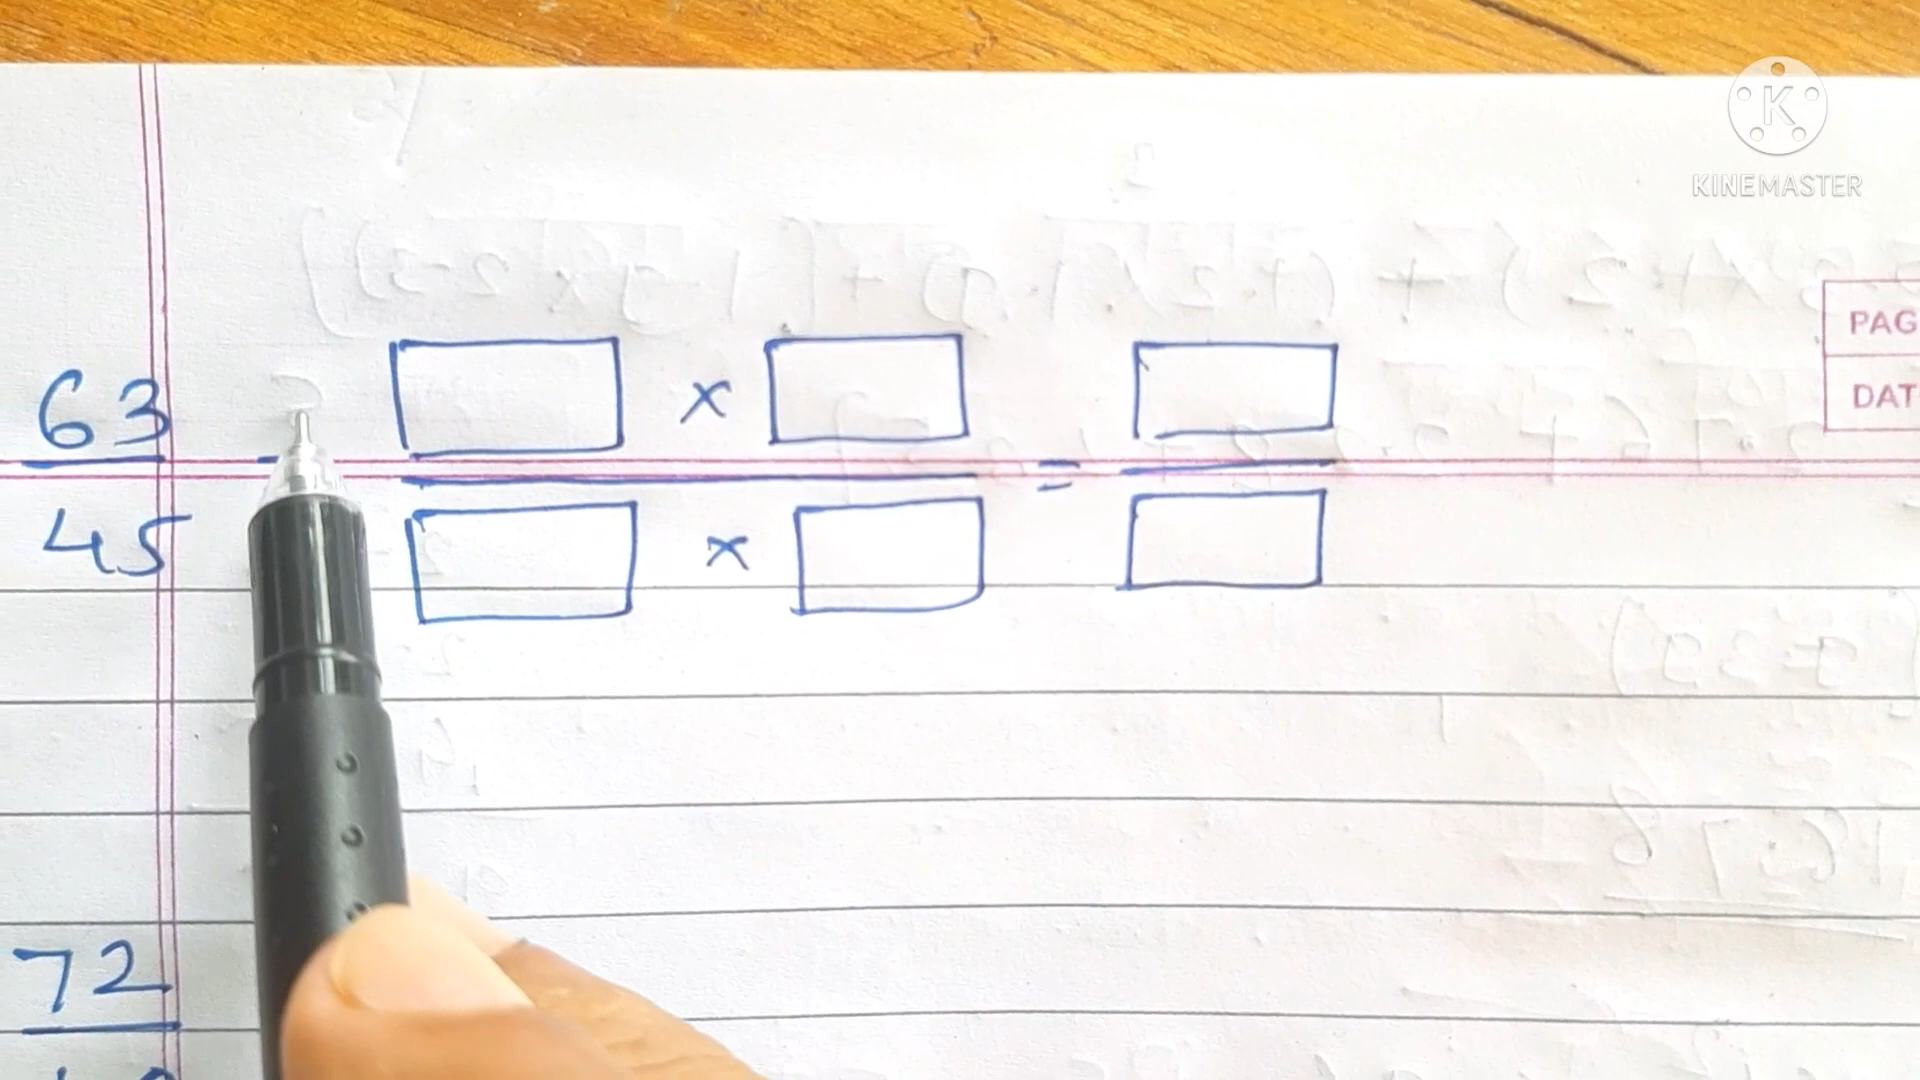 KINEMASTER
PAG
DAT
63 = □ × □ = □
45 □ × □ □
72